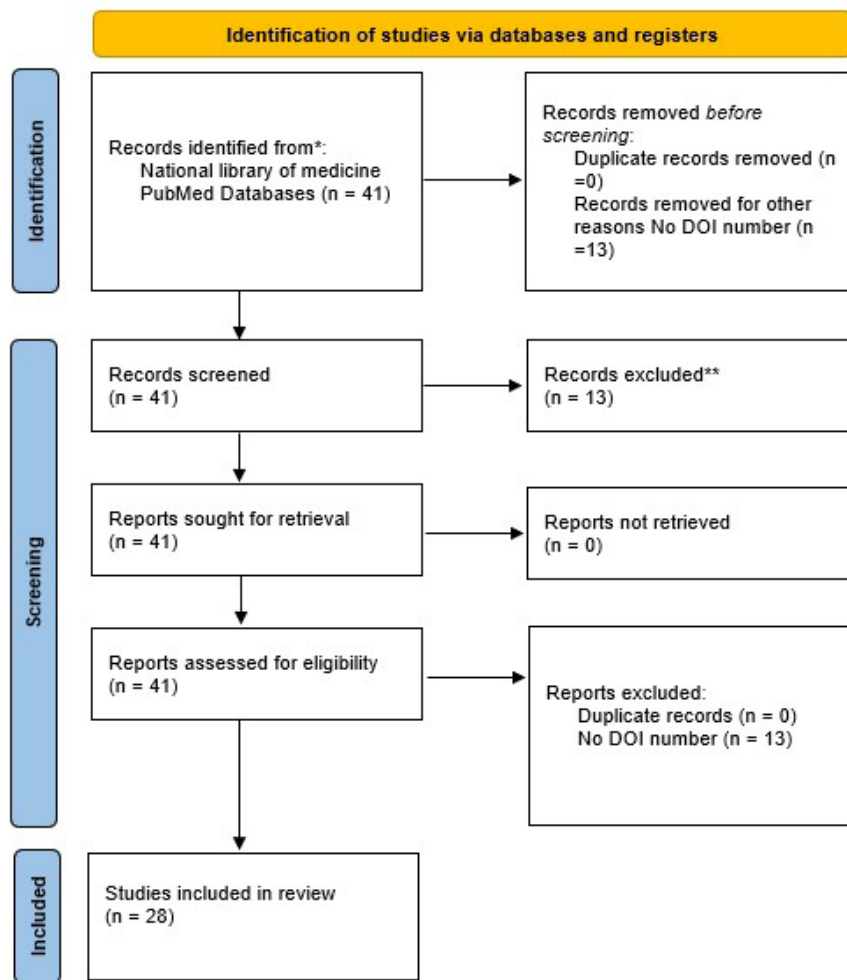 Identification of studies via databases and registers
Identification
Records identified from*:
National library of medicine
PubMed Databases (n = 41)
Records removed before
screening:
Duplicate records removed (n
=0)
Records removed for other
reasons No DOI number (n
=13)
Screening
Records screened
(n = 41)
Records excluded**
(n = 13)
Reports sought for retrieval
(n = 41)
Reports not retrieved
(n = 0)
Reports assessed for eligibility
(n = 41)
Reports excluded:
Duplicate records (n = 0)
No DOI number (n = 13)
Included
Studies included in review
(n = 28)